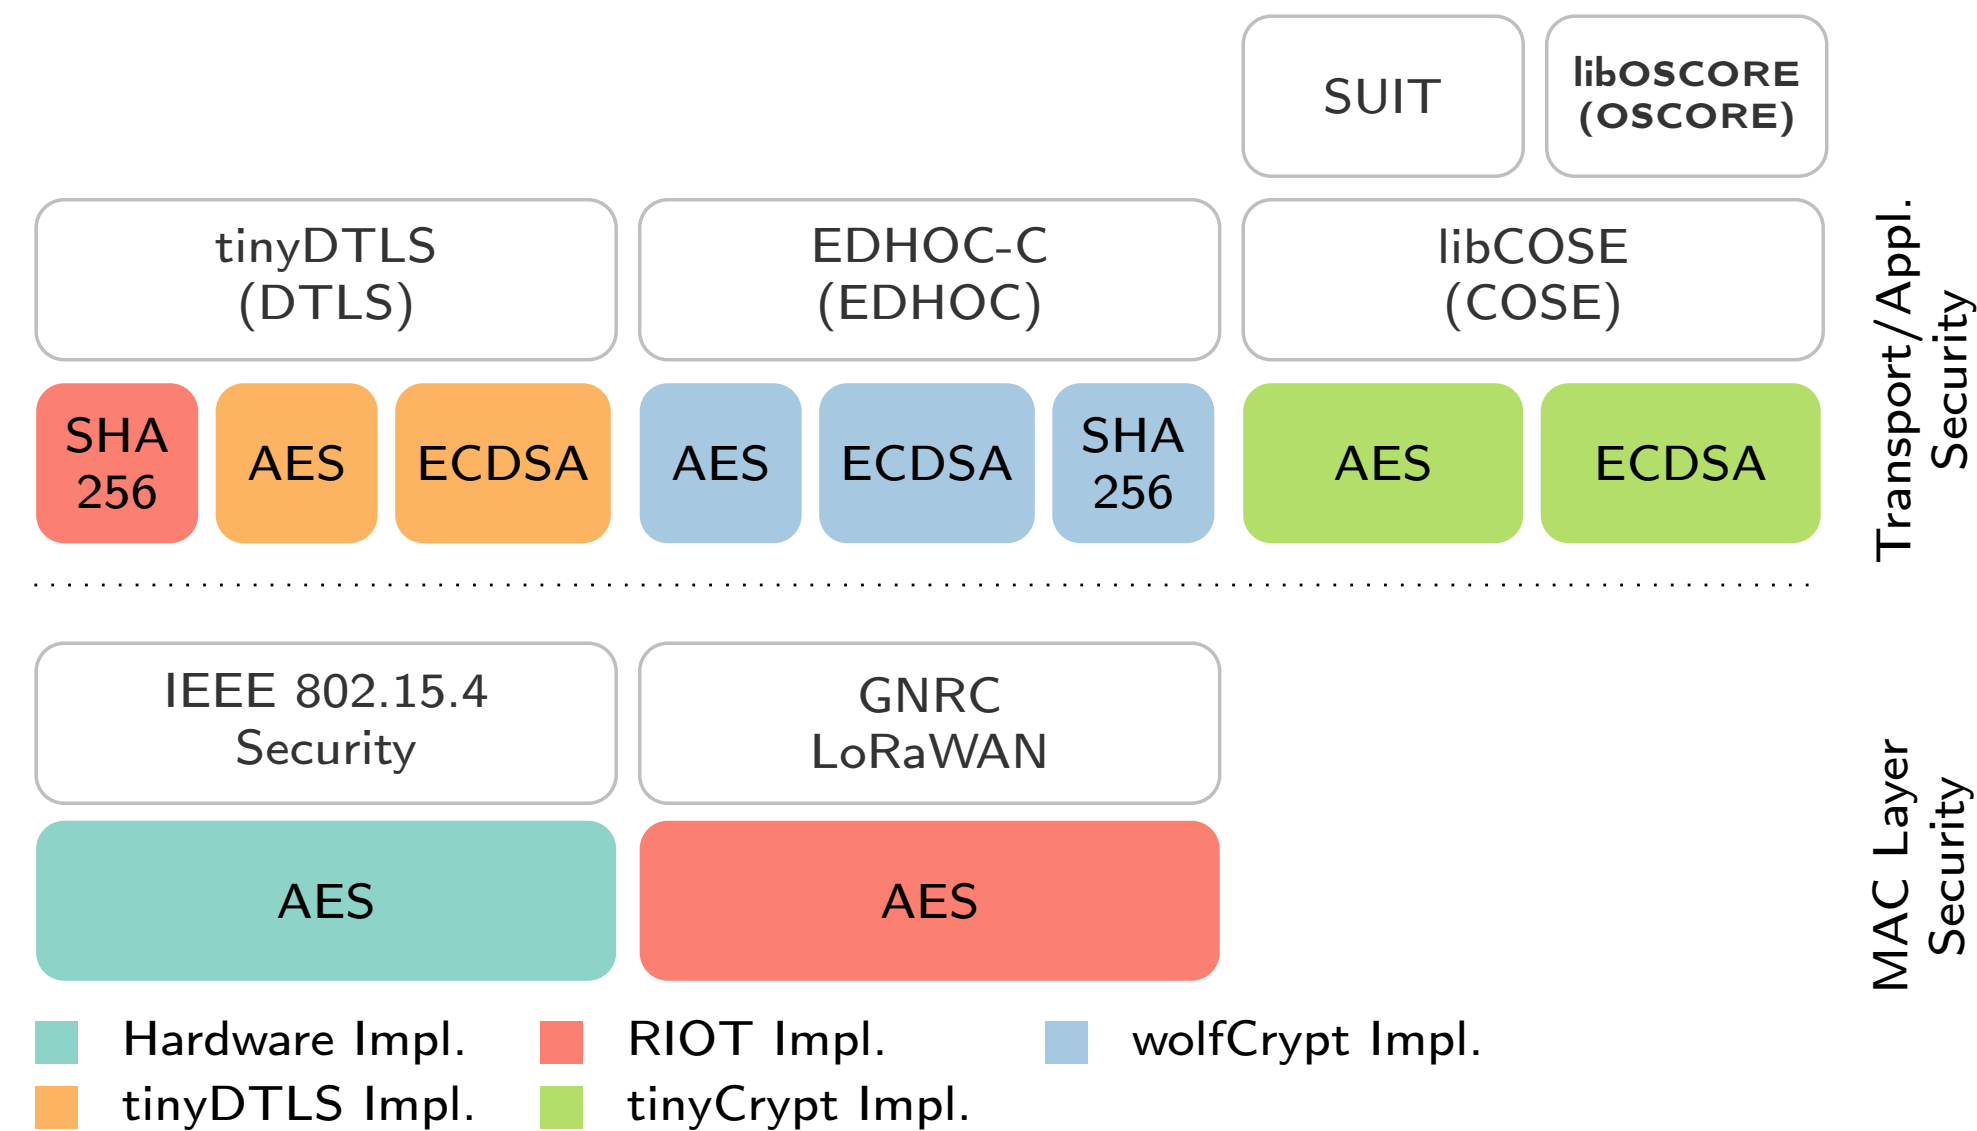 SUIT
libOSCORE
(OSCORE)
tinyDTLS
(DTLS)
EDHOC-C
(EDHOC)
libCOSE
(COSE)
SHA
256
AES
ECDSA
AES
ECDSA
SHA
256
AES
ECDSA
Transport/Appl.
Security
IEEE 802.15.4
Security
GNRC
LoRaWAN
AES
AES
MAC Layer
Security
Hardware Impl.
RIOT Impl.
wolfCrypt Impl.
tinyDTLS Impl.
tinyCrypt Impl.